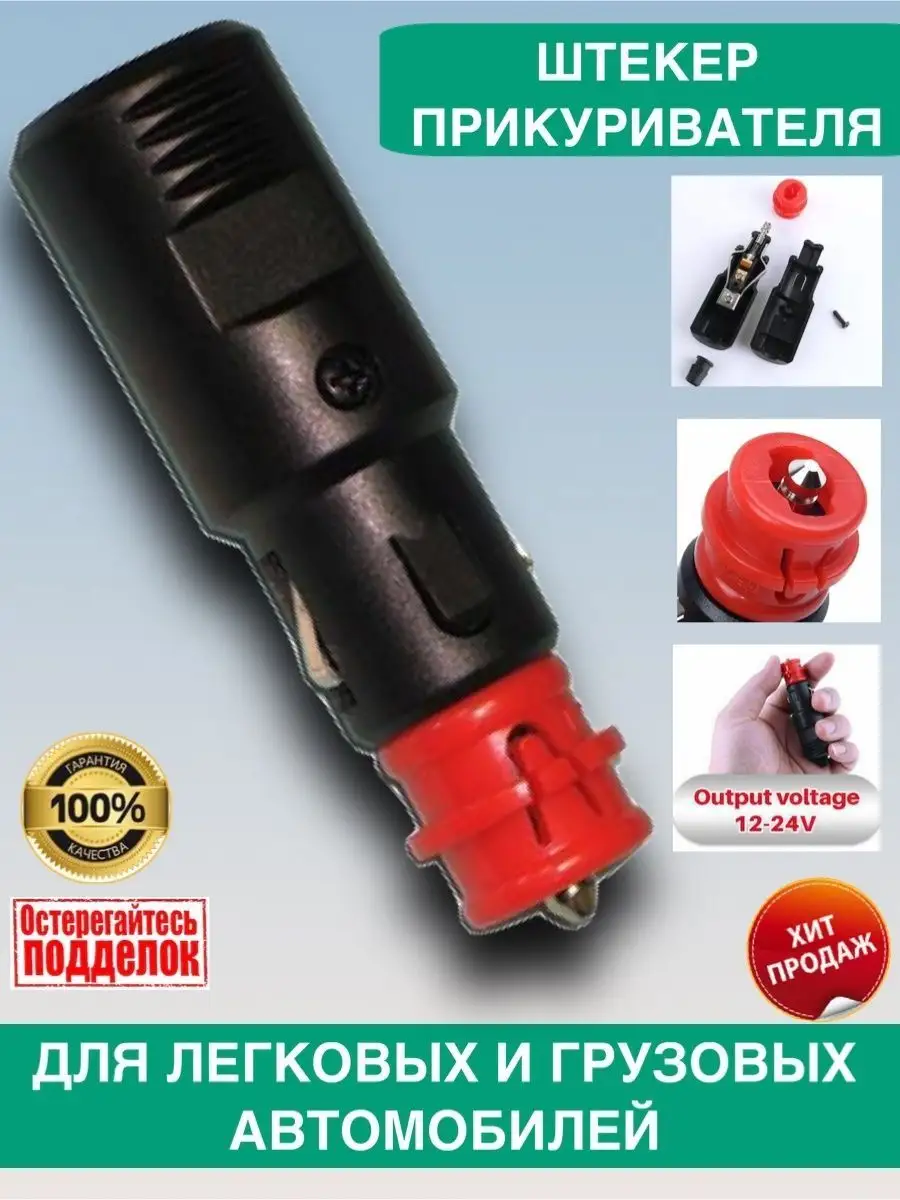 ШТЕКЕР
ПРИКУРИВАТЕЛЯ
Output voltage
12-24V
ГАРАНТИЯ
100%
КАЧЕСТВА
Остерегайтесь
ПОДДЕЛОК
ХИТ
ПРОДАЖ
ДЛЯ ЛЕГКОВЫХ И ГРУЗОВЫХ
АВТОМОБИЛЕЙ